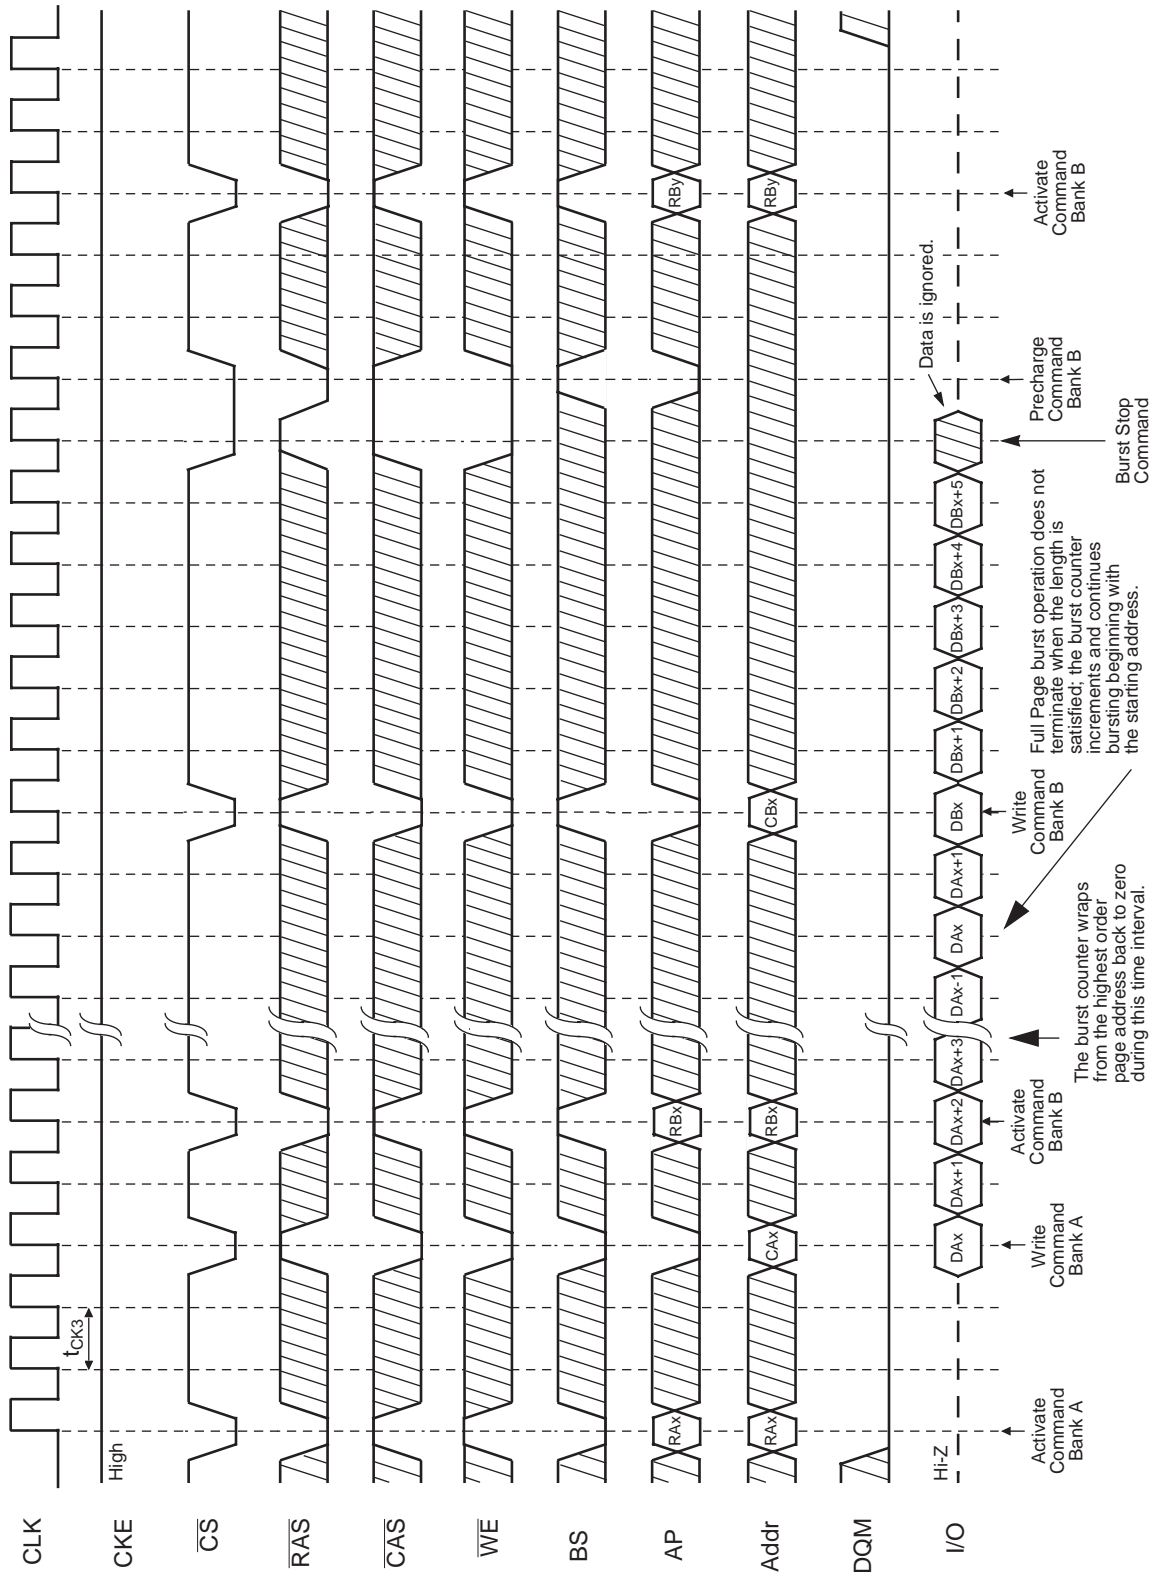 CLK
CKE
High
tCK3
CS
RAS
CAS
WE
BS
AP
RAx
RBx
RBy
Addr
RAx
CAx
RBx
CBx
RBy
DQM
I/O
Hi-Z
DAx
DAx+1
DAx+2
DAx+3
DAx-1
DAx
DAx+1
DBx
DBx+1
DBx+2
DBx+3
DBx+4
DBx+5
Data is ignored.
Activate
Command
Bank A
Write
Command
Bank A
Activate
Command
Bank B
The burst counter wraps
from the highest order
page address back to zero
during this time interval.
Write
Command
Bank B
Full Page burst operation does not
terminate when the length is
satisfied; the burst counter
increments and continues
bursting beginning with
the starting address.
Burst Stop
Command
Precharge
Command
Bank B
Activate
Command
Bank B